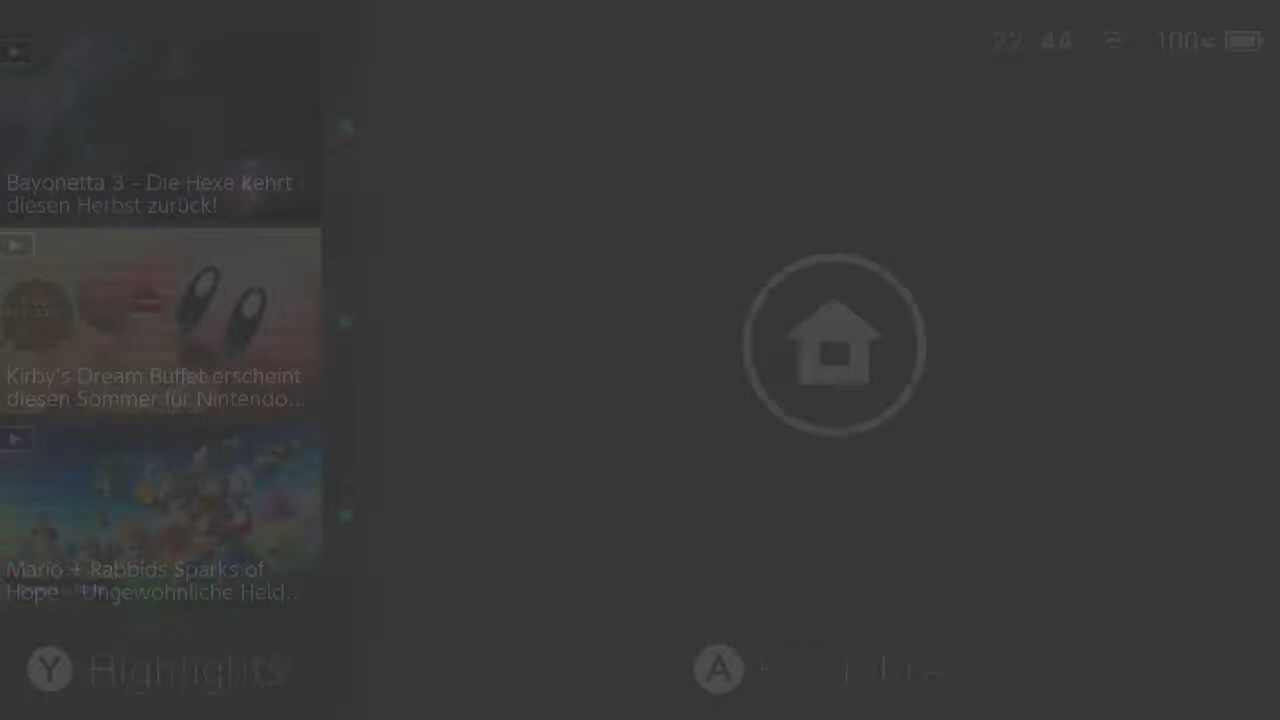 22 44 100%
Bayonetta 3 - Die Hexe kehrt
diesen Herbst zurück!
Kirby's Dream Buffet erscheint
diesen Sommer für Nintendo...
Mario + Rabbids Sparks of
Hope - Ungewöhnliche Held...
Y Highlights
A